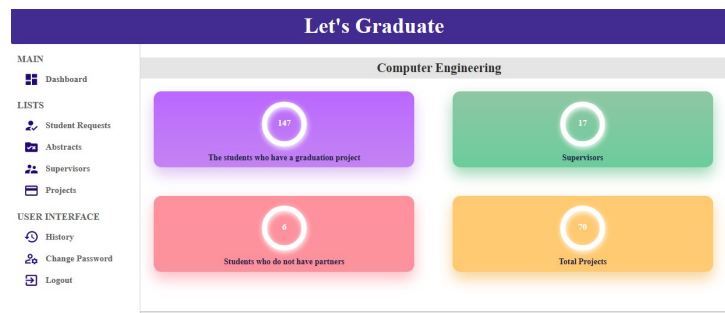 Let's Graduate
MAIN
Dashboard
LISTS
Student Requests
Abstracts
Supervisors
Projects
USER INTERFACE
History
Change Password
Logout
Computer Engineering
147
The students who have a graduation project
17
Supervisors
6
Students who do not have partners
70
Total Projects